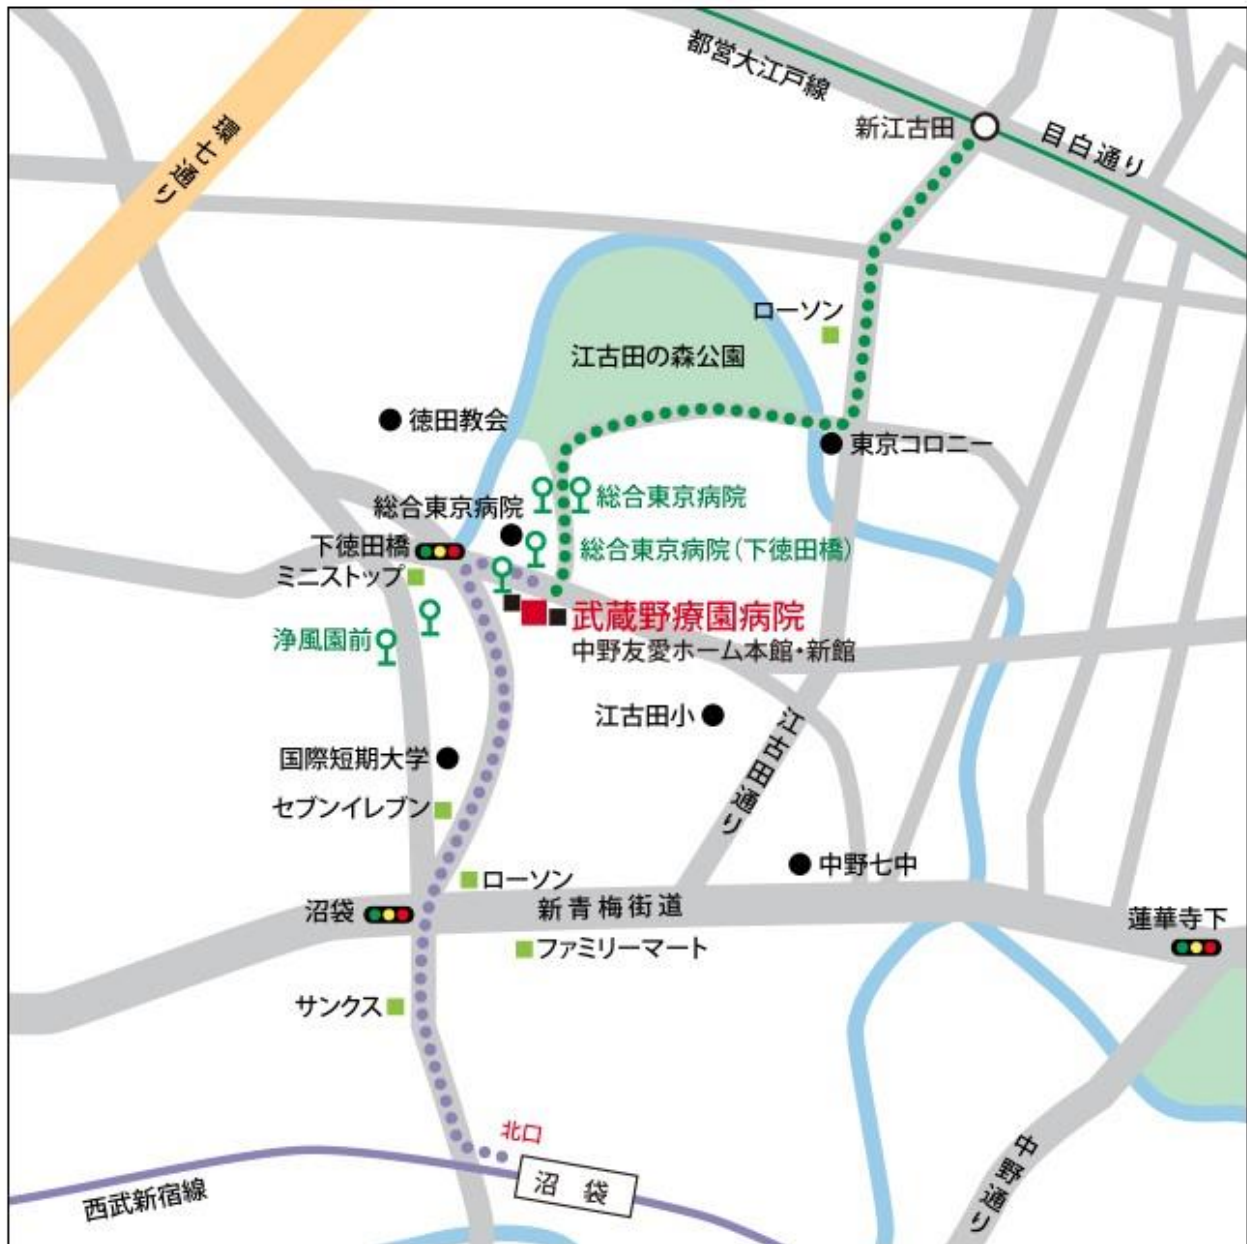 都営大江戸線
新江古田
目白通り
環七通り
ローソン
江古田の森公園
徳田教会
東京コロニー
総合東京病院
総合東京病院
下徳田橋
総合東京病院(下徳田橋)
ミニストップ
武蔵野療園病院
浄風園前
中野友愛ホーム本館・新館
江古田小
江古田通り
国際短期大学
セブンイレブン
中野七中
ローソン
新青梅街道
沼袋
蓮華寺下
ファミリーマート
サンクス
北口
沼袋
西武新宿線
中野通り